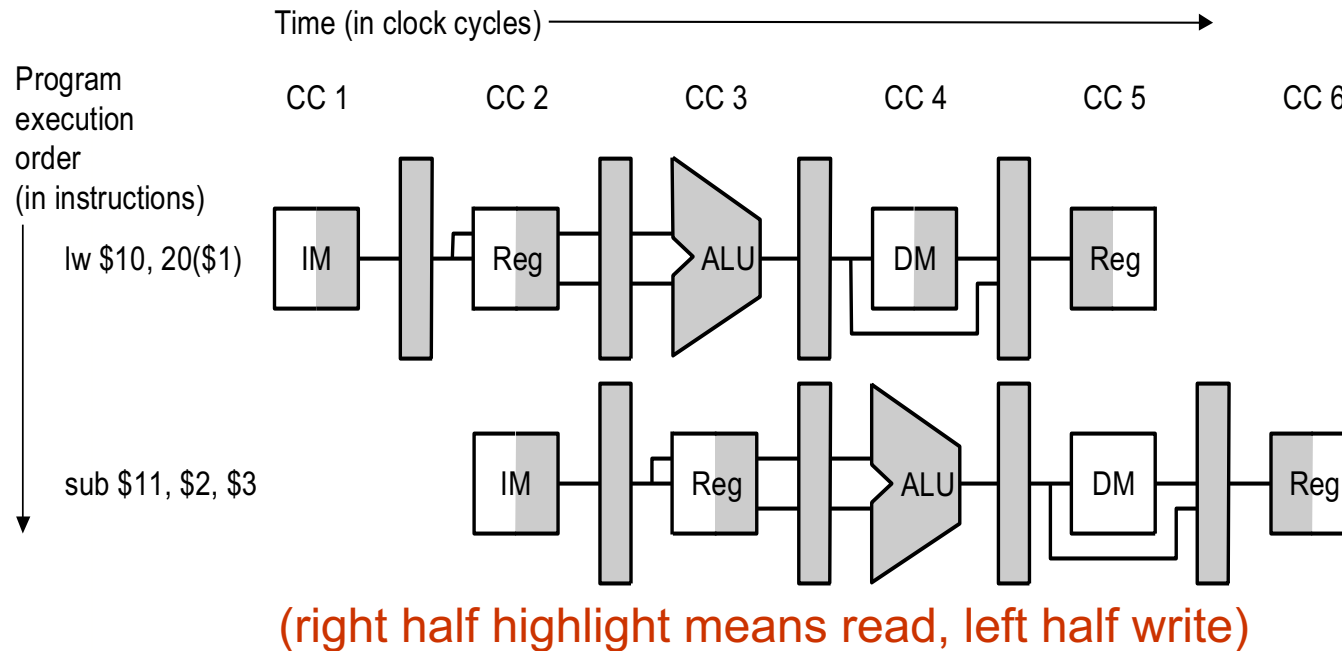 Time (in clock cycles)
Program
execution
order
(in instructions)
CC 1 CC 2 CC 3 CC 4 CC 5 CC 6
lw $10, 20($1)
IM Reg ALU DM Reg
sub $11, $2, $3
IM Reg ALU DM Reg
(right half highlight means read, left half write)